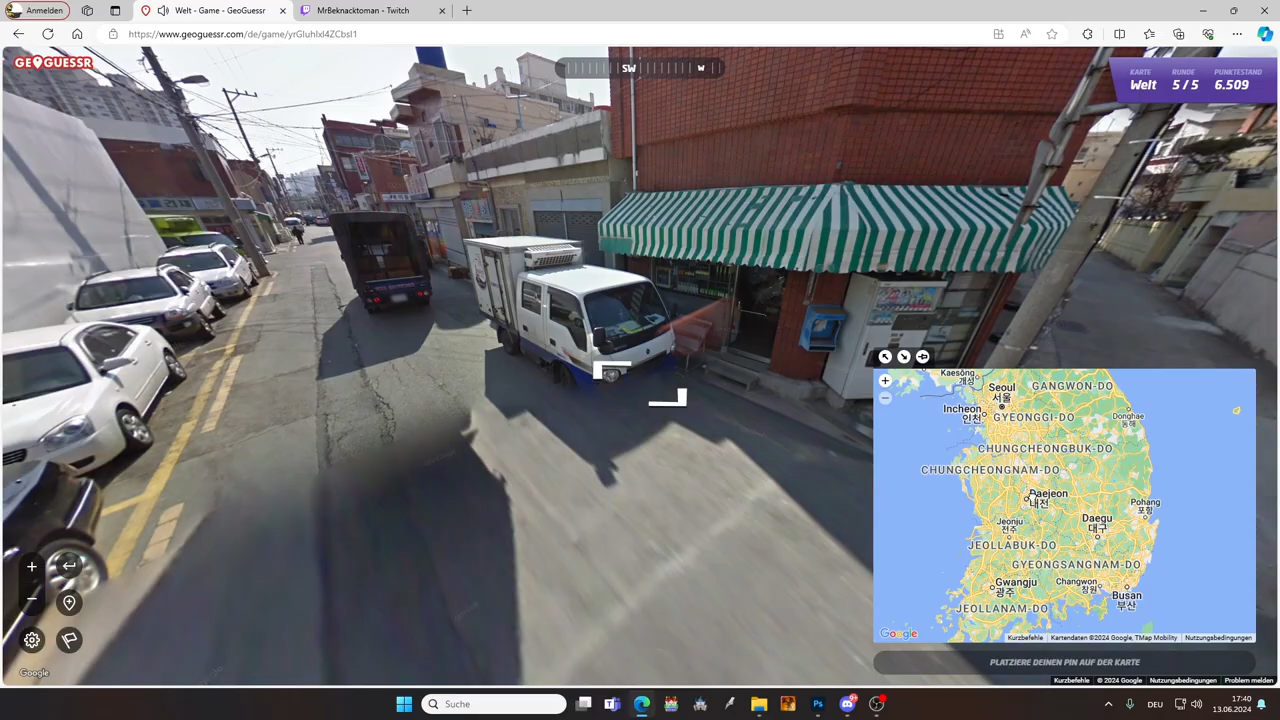 Anmelden
Welt - Game - GeoGuessr
MrBeknacktoman - Twitch
https://www.geoguessr.com/de/game/yrGluhlxl4ZCbsl1
GEOGUESSR
SW
W
KARTE RUNDE PUNKTESTAND
Welt 5 / 5 6.509
Kaesŏng
개성
Seoul
서울
GANGWON-DO
Incheon
인천
GYEONGGI-DO
Donghae
동해
CHUNGCHEONGBUK-DO
CHUNGCHEONGNAM-DO
Daejeon
대전
Pohang
포항
Jeonju
전주
Daegu
대구
JEOLLABUK-DO
GYEONGSANGNAM-DO
Gwangju
광주
Changwon
창원
Busan
부산
JEOLLANAM-DO
Google
Kurzbefehle Kartendaten ©2024 Google, TMap Mobility Nutzungsbedingungen
PLATZIERE DEINEN PIN AUF DER KARTE
Google
Kurzbefehle © 2024 Google Nutzungsbedingungen Problem melden
Suche
DEU
17:40
13.06.2024